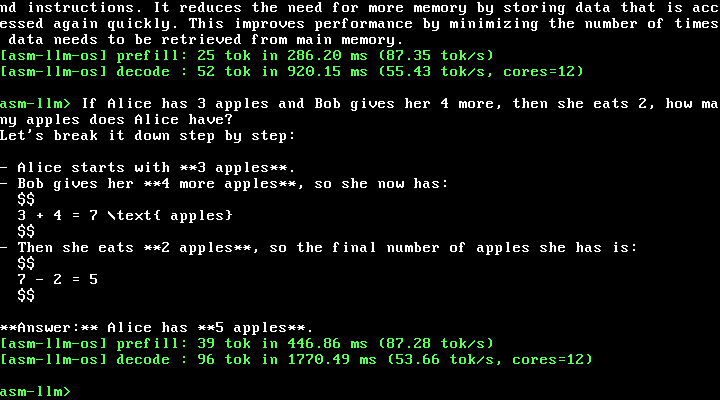 nd instructions. It reduces the need for more memory by storing data that is acc
essed again quickly. This improves performance by minimizing the number of times
 data needs to be retrieved from main memory.
[asm-llm-os] prefill: 25 tok in 286.20 ms (87.35 tok/s)
[asm-llm-os] decode : 52 tok in 920.15 ms (55.43 tok/s, cores=12)

asm-llm> If Alice has 3 apples and Bob gives her 4 more, then she eats 2, how ma
ny apples does Alice have?
Let's break it down step by step:

- Alice starts with **3 apples**.
- Bob gives her **4 more apples**, so she now has:
  $$
  3 + 4 = 7 \text{ apples}
  $$
- Then she eats **2 apples**, so the final number of apples she has is:
  $$
  7 - 2 = 5
  $$

**Answer:** Alice has **5 apples**.
[asm-llm-os] prefill: 39 tok in 446.86 ms (87.28 tok/s)
[asm-llm-os] decode : 96 tok in 1770.49 ms (53.66 tok/s, cores=12)

asm-llm>